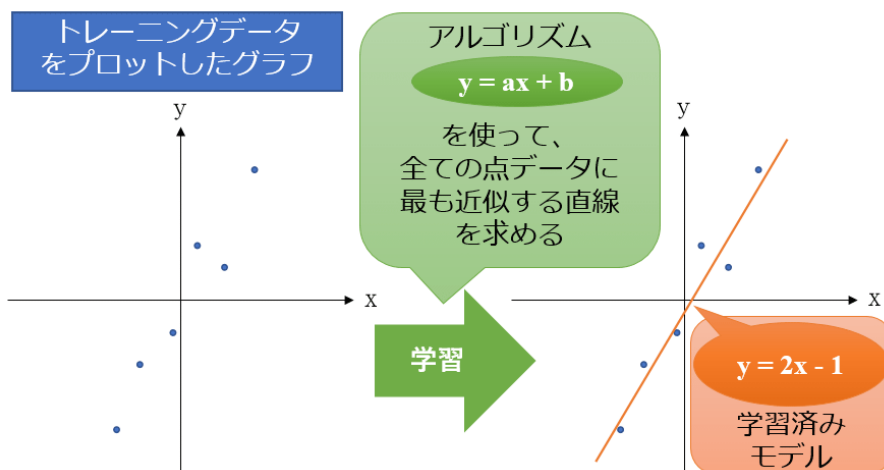 トレーニングデータ
をプロットしたグラフ
y
x
アルゴリズム
y = ax + b
を使って、
全ての点データに
最も近似する直線
を求める
学習
y
x
y = 2x - 1
学習済み
モデル